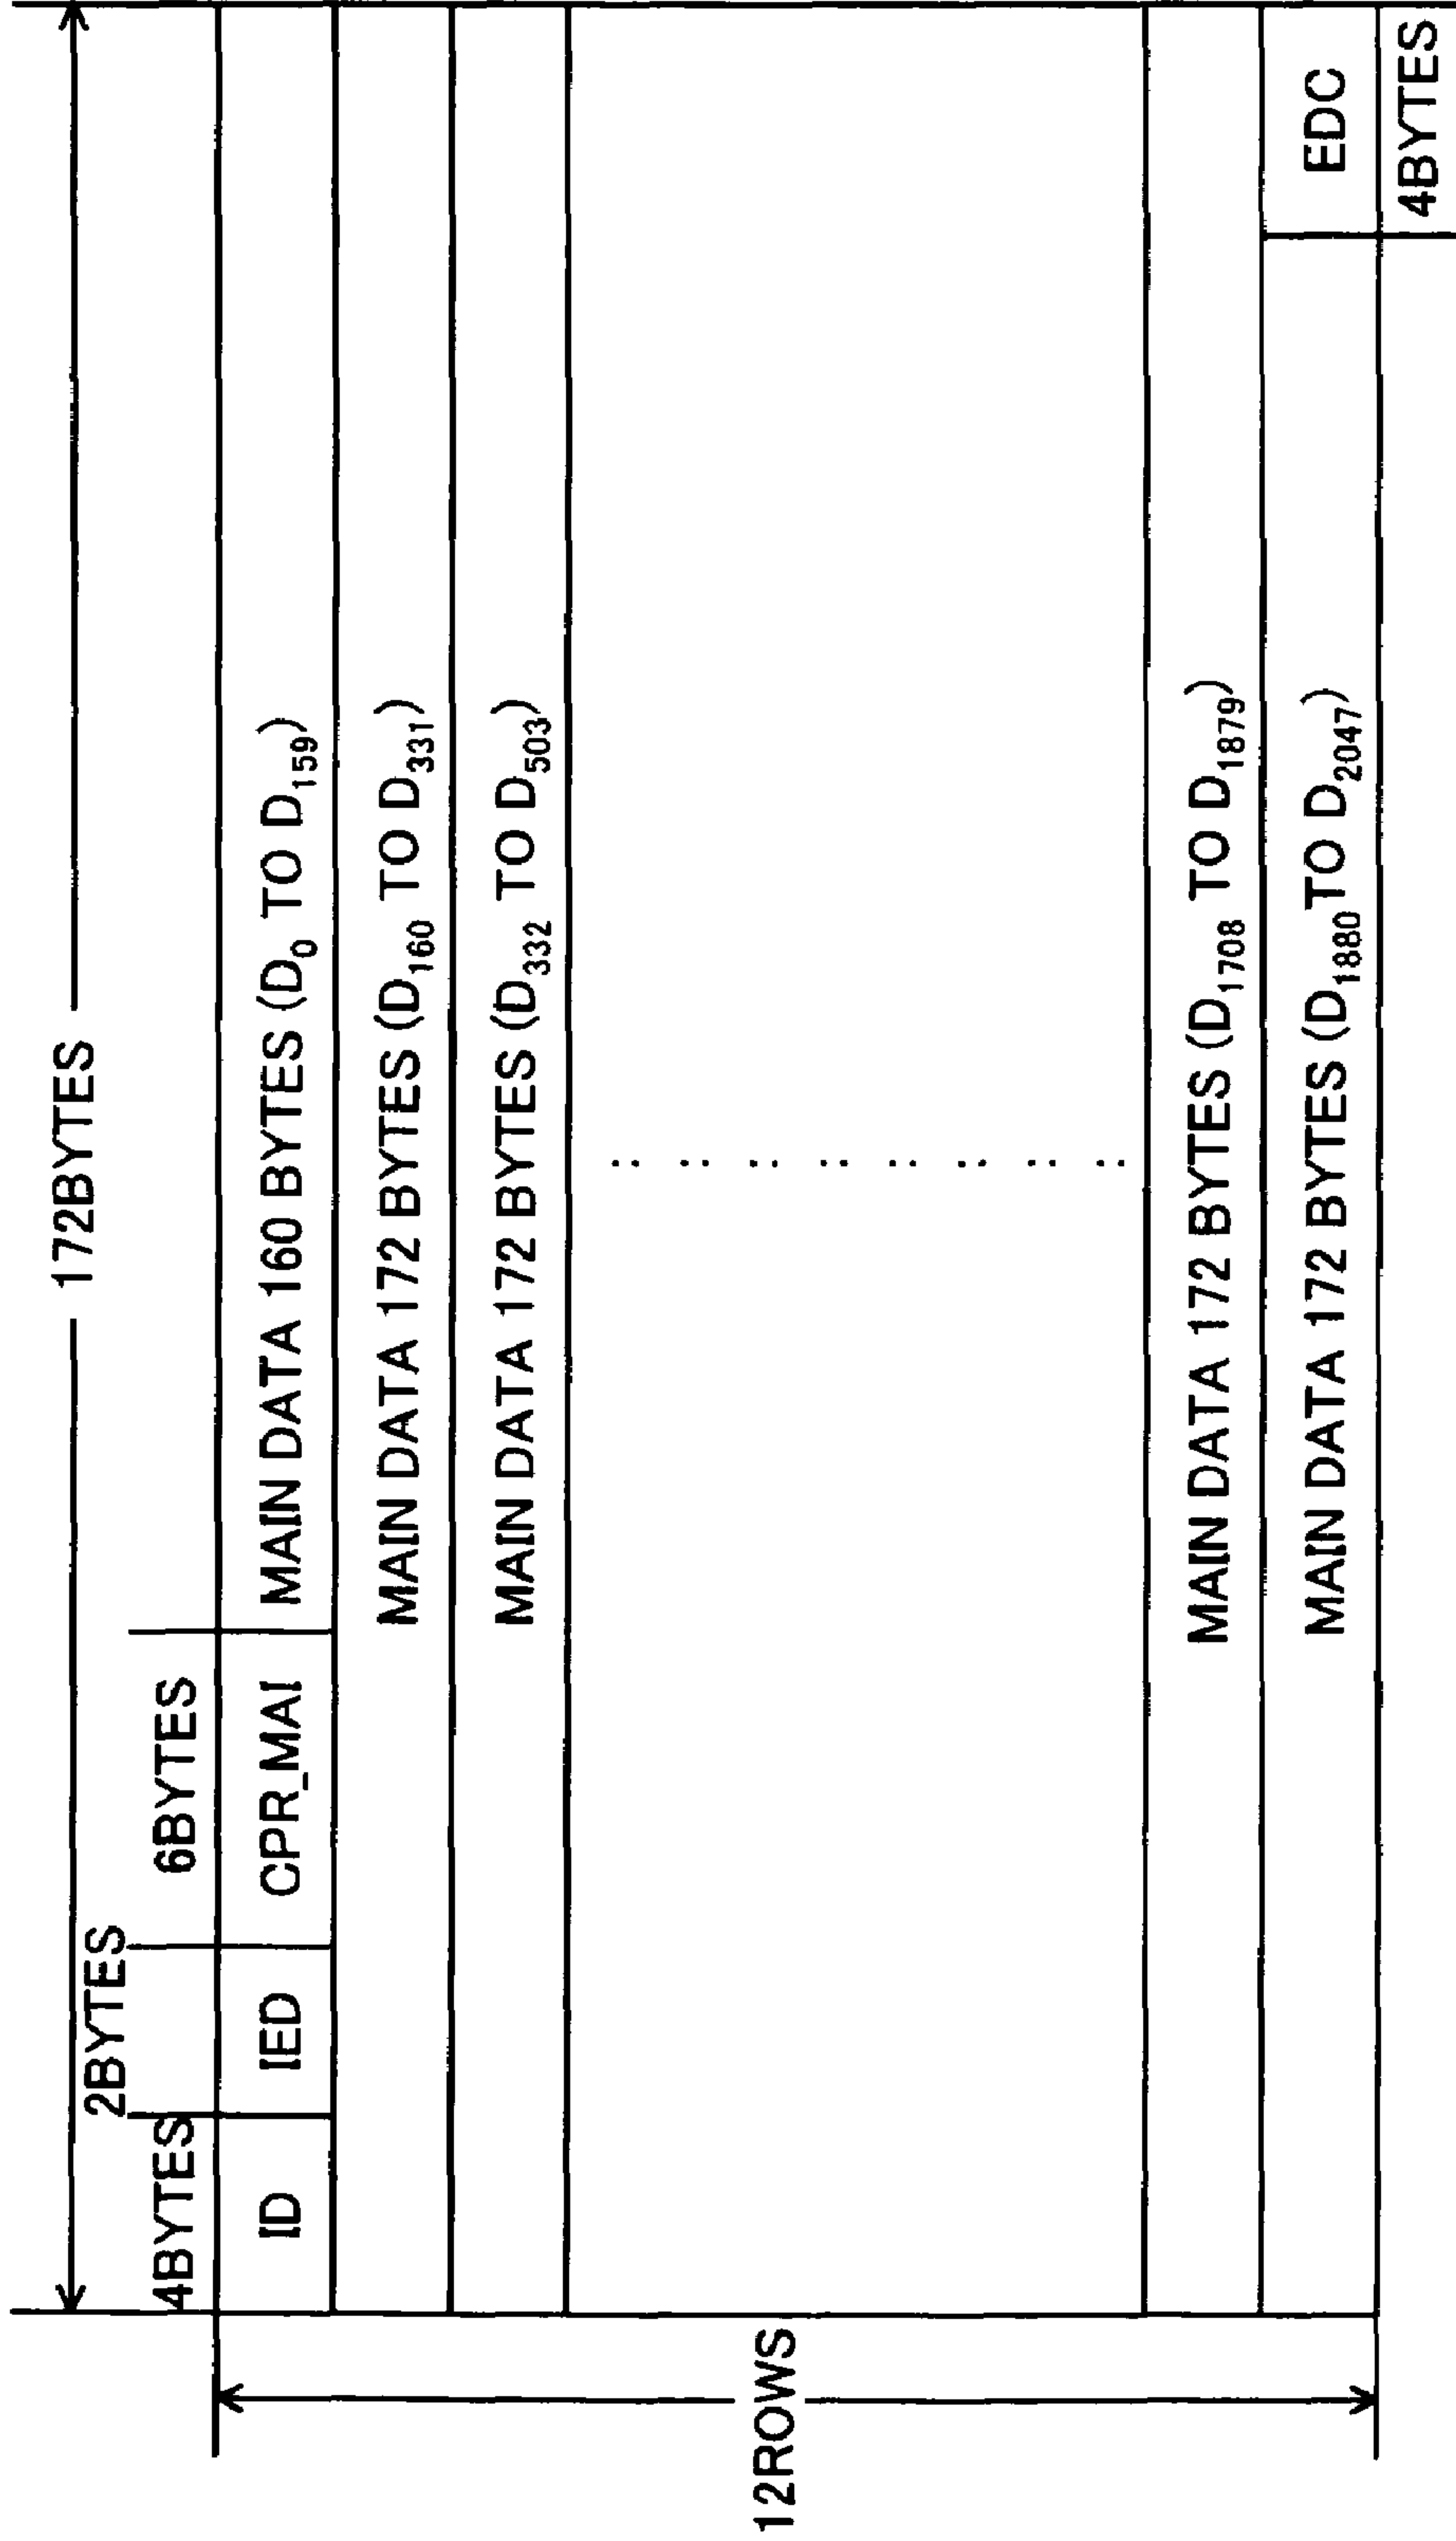 172BYTES
4BYTES 2BYTES 6BYTES
ID IED CPR_MAI MAIN DATA 160 BYTES (D0 TO D159)
MAIN DATA 172 BYTES (D160 TO D331)
MAIN DATA 172 BYTES (D332 TO D503)
12ROWS
MAIN DATA 172 BYTES (D1708 TO D1879)
MAIN DATA 172 BYTES (D1880 TO D2047) EDC
4BYTES